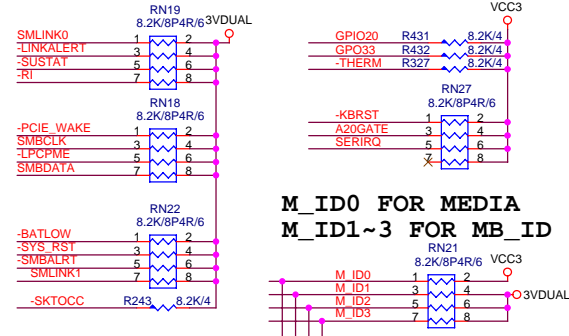 RN19
8.2K/8P4R/6 3VDUAL
SMLINK0 1 2
-LINKALERT 3 4
-SUSTAT 5 6
-RI 7 8
RN18
8.2K/8P4R/6
-PCIE_WAKE 1 2
SMBCLK 3 4
-LPCPME 5 6
SMBDATA 7 8
RN22
8.2K/8P4R/6
-BATLOW 1 2
-SYS_RST 3 4
-SMBALRT 5 6
SMLINK1 7 8
-SKTOCC R243 8.2K/4
VCC3
GPIO20 R431 8.2K/4
GPO33 R432 8.2K/4
-THERM R327 8.2K/4
RN27
8.2K/8P4R/6
-KBRST 1 2
A20GATE 3 4
SERIRQ 5 6
7 8
M_ID0 FOR MEDIA
M_ID1~3 FOR MB_ID
RN21
8.2K/8P4R/6 VCC3
M_ID0 1 2
M_ID1 3 4 3VDUAL
M_ID2 5 6
M_ID3 7 8